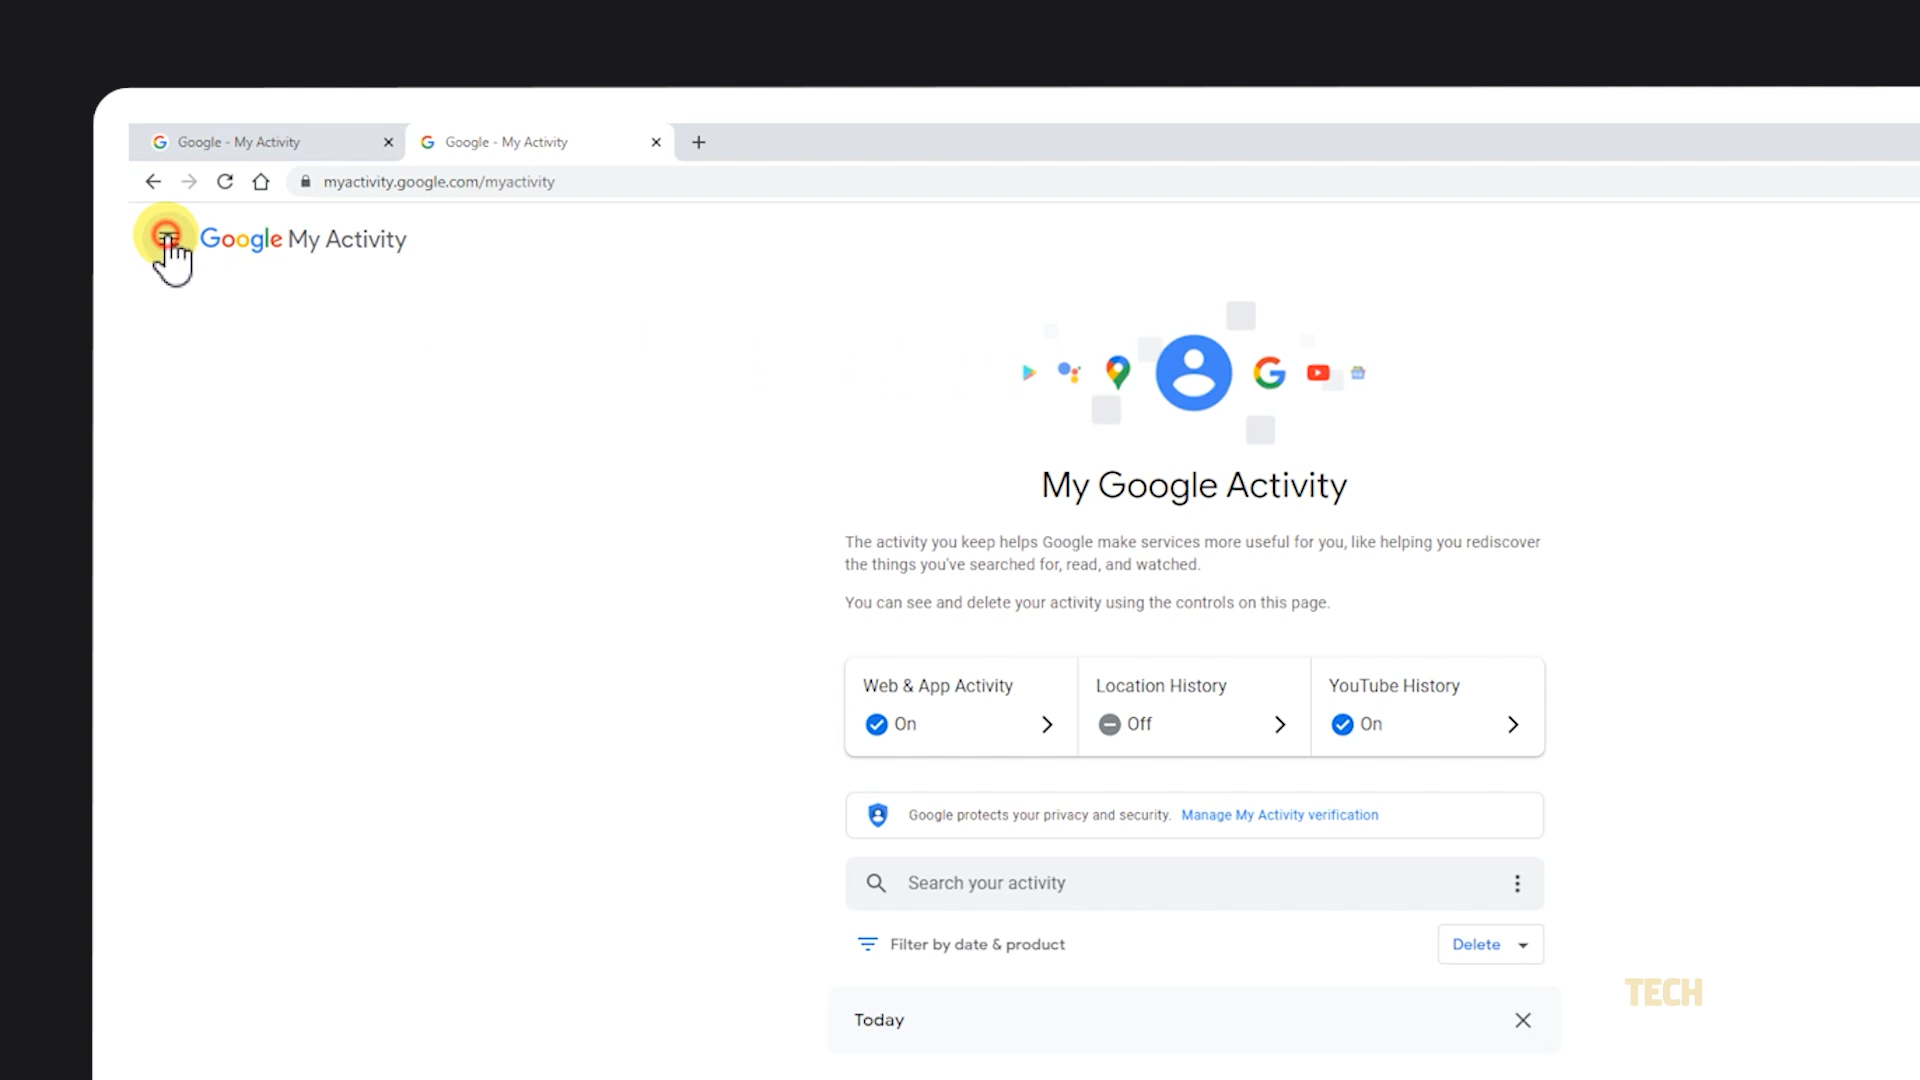 Google - My Activity
Google - My Activity
myactivity.google.com/myactivity
Google My Activity
My Google Activity
The activity you keep helps Google make services more useful for you, like helping you rediscover
the things you've searched for, read, and watched.
You can see and delete your activity using the controls on this page.
Web & App Activity
On
Location History
Off
YouTube History
On
Google protects your privacy and security. Manage My Activity verification
Search your activity
Filter by date & product
Delete
Today
TECH